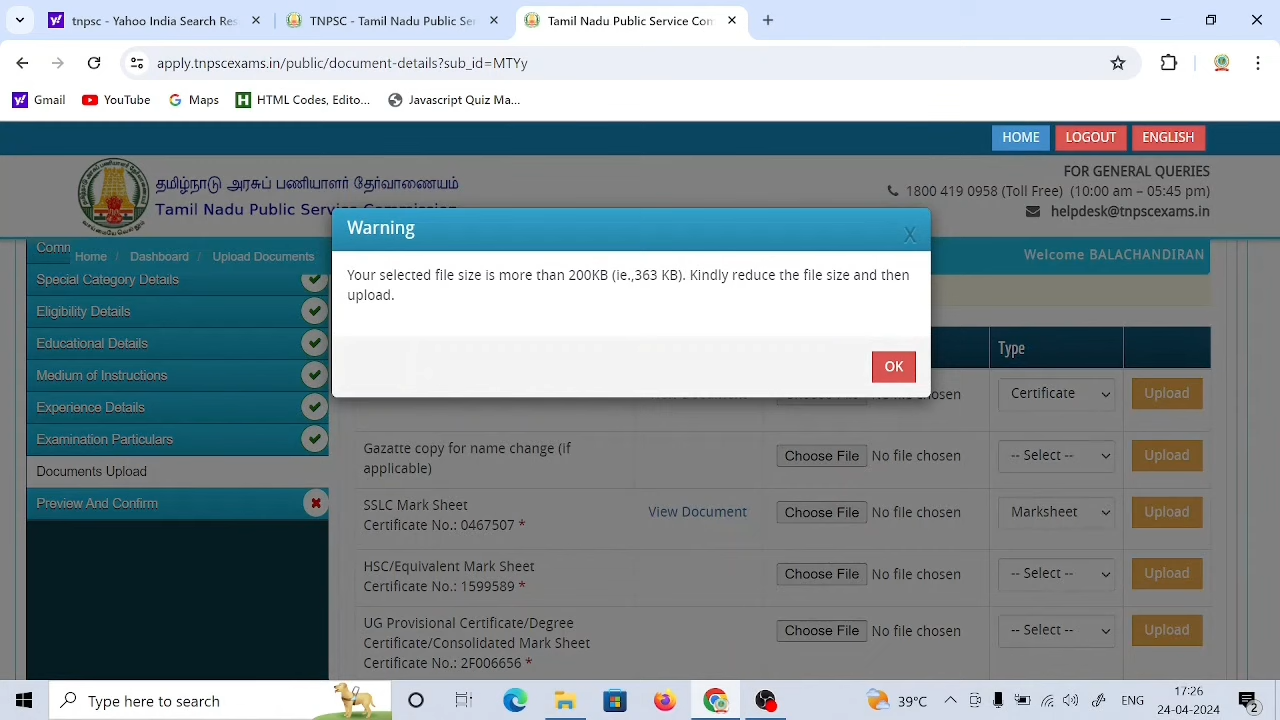 tnpsc - Yahoo India Search Res
TNPSC - Tamil Nadu Public Ser
Tamil Nadu Public Service Com
apply.tnpscexams.in/public/document-details?sub_id=MTYy
Gmail
YouTube
Maps
HTML Codes, Edito...
Javascript Quiz Ma...
HOME
LOGOUT
ENGLISH
தமிழ்நாடு அரசுப் பணியாளர் தேர்வாணையம்
Tamil Nadu Public Service Commission
FOR GENERAL QUERIES
1800 419 0958 (Toll Free) (10:00 am – 05:45 pm)
helpdesk@tnpscexams.in
Comm
Home / Dashboard / Upload Documents
Welcome BALACHANDIRAN
Warning
X
Your selected file size is more than 200KB (ie.,363 KB). Kindly reduce the file size and then
upload.
OK
Special Category Details
Eligibility Details
Educational Details
Medium of Instructions
Experience Details
Examination Particulars
Documents Upload
Preview And Confirm
Type
Certificate
Upload
Gazatte copy for name change (if
applicable)
Choose File No file chosen
-- Select --
Upload
SSLC Mark Sheet
Certificate No.: 0467507 *
View Document
Choose File No file chosen
Marksheet
Upload
HSC/Equivalent Mark Sheet
Certificate No.: 1599589 *
Choose File No file chosen
-- Select --
Upload
UG Provisional Certificate/Degree
Certificate/Consolidated Mark Sheet
Certificate No.: 2F006656 *
Choose File No file chosen
-- Select --
Upload
Type here to search
39°C
ENG
17:26
24-04-2024
2